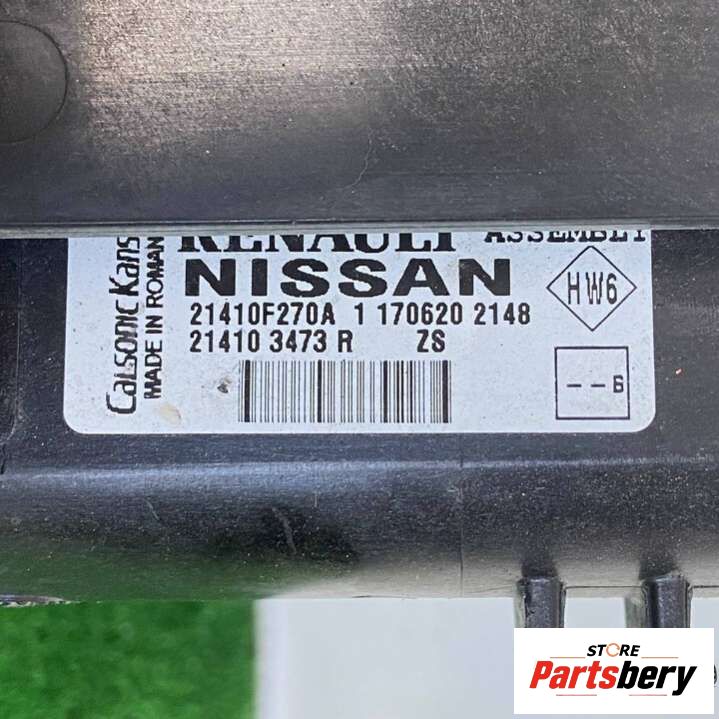 RENAULT ASSEMBLY
NISSAN
21410F270A 1 170620 2148
21410 3473 R ZS
Calsonic Kans
MADE IN ROMAN
HW6
--6
STORE
Partsbery